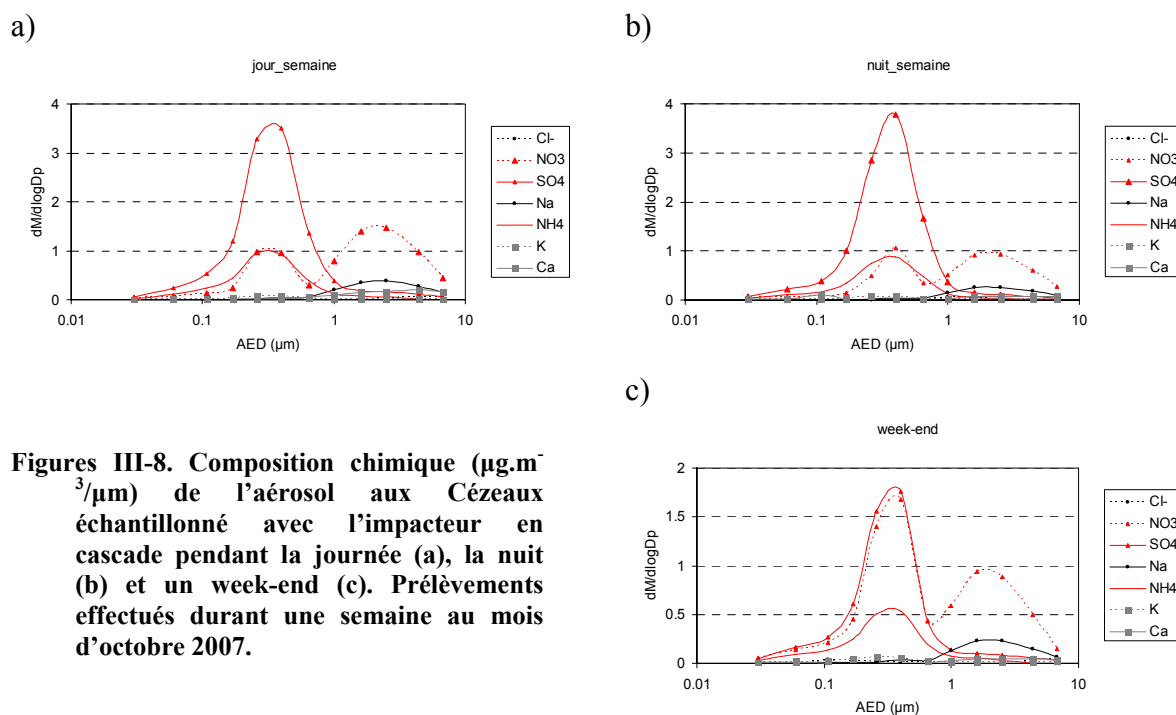 a)
jour_semaine
4
3
2
1
0
0.01 0.1 1 10
dM/dlogDp
AED (µm)
Cl-
NO3
SO4
Na
NH4
K
Ca
b)
nuit_semaine
4
3
2
1
0
0.01 0.1 1 10
dM/dlogDp
AED (µm)
Cl-
NO3
SO4
Na
NH4
K
Ca
c)
week-end
2
1.5
1
0.5
0
0.01 0.1 1 10
dM/dlogDp
AED (µm)
Cl-
NO3
SO4
Na
NH4
K
Ca
Figures III-8. Composition chimique (µg.m-
3/µm) de l'aérosol aux Cézeaux
échantillonné avec l'impacteur en
cascade pendant la journée (a), la nuit
(b) et un week-end (c). Prélèvements
effectués durant une semaine au mois
d'octobre 2007.